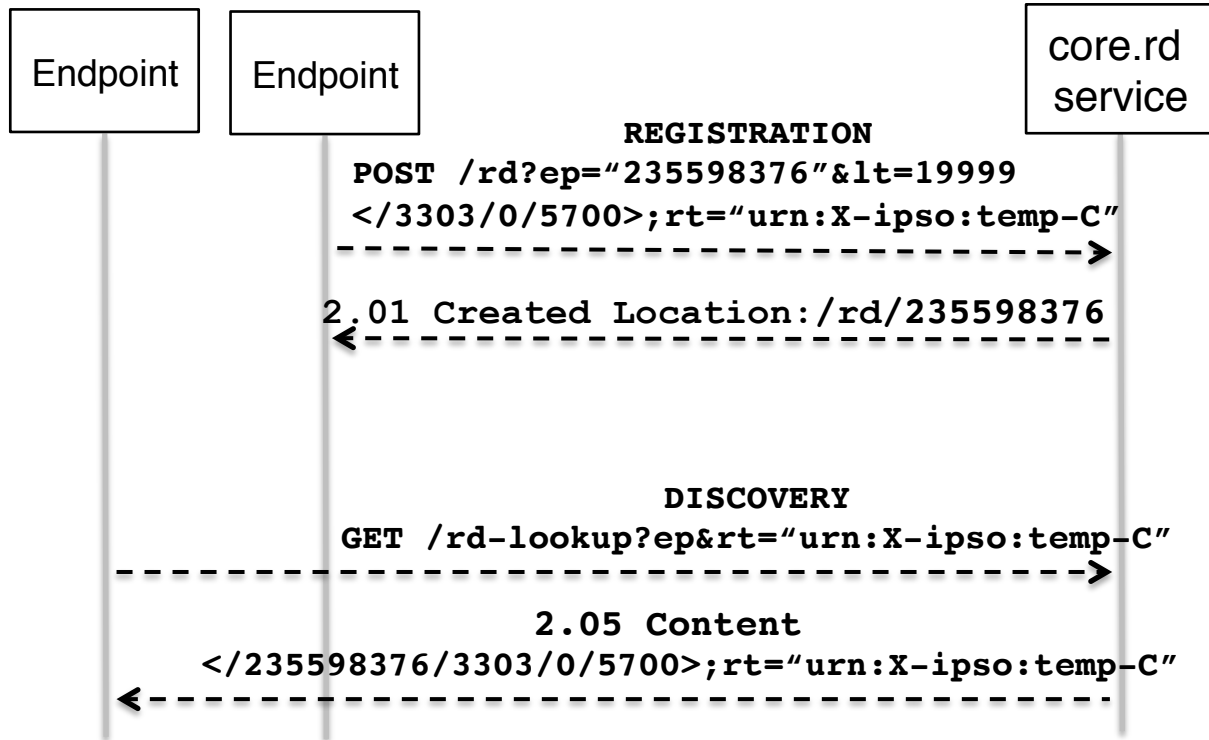 Endpoint
Endpoint
core.rd
service
REGISTRATION
POST /rd?ep=“235598376”&lt=19999
</3303/0/5700>;rt=“urn:X-ipso:temp-C”
2.01 Created Location:/rd/235598376
DISCOVERY
GET /rd-lookup?ep&rt=“urn:X-ipso:temp-C”
2.05 Content
</235598376/3303/0/5700>;rt=“urn:X-ipso:temp-C”